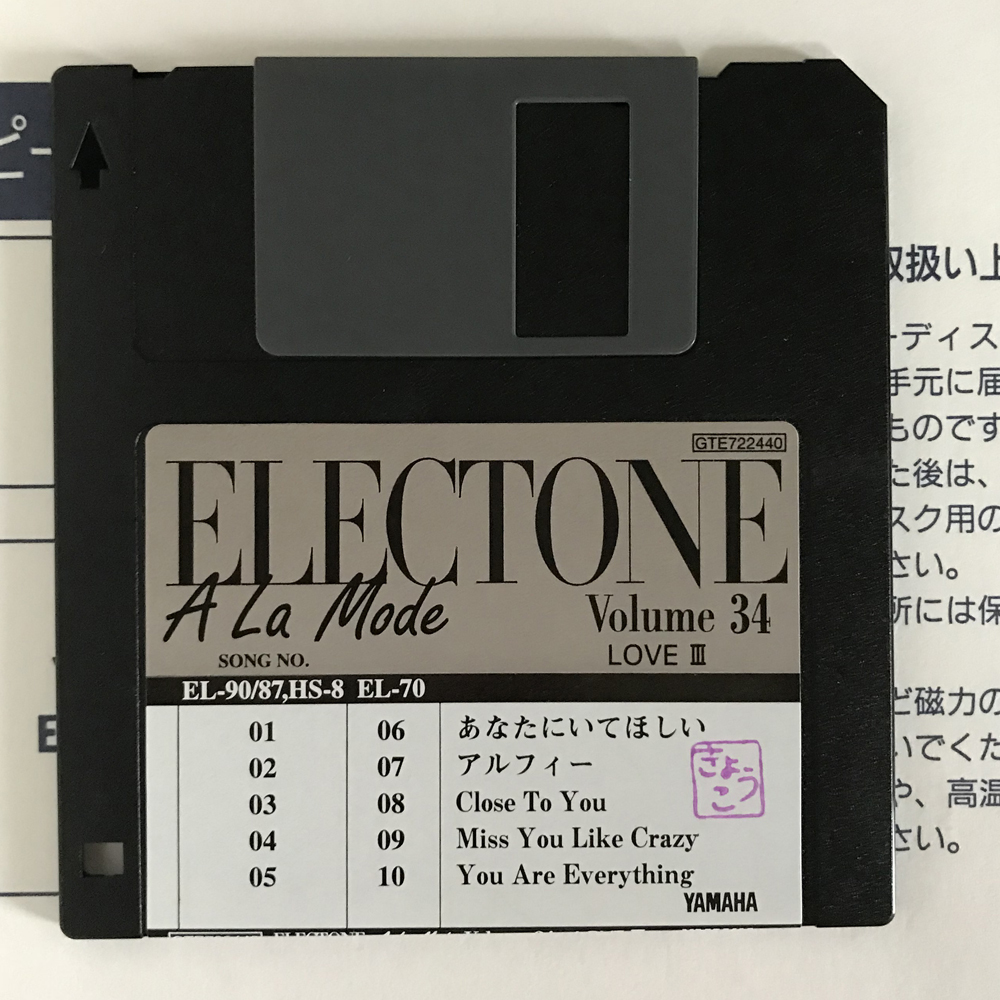 GTE722440
ELECTONE
A La Mode
Volume 34
SONG NO.
LOVE Ⅲ
EL-90/87,HS-8 EL-70
01 06 あなたにいてほしい
02 07 アルフィー
03 08 Close To You
04 09 Miss You Like Crazy
05 10 You Are Everything
きょうこ
YAMAHA
ピー
取扱い上
ーディス
手元に届
ものです
た後は、
スク用の
さい。
所には保
ど磁力の
いでくだ
や、高温
さい。